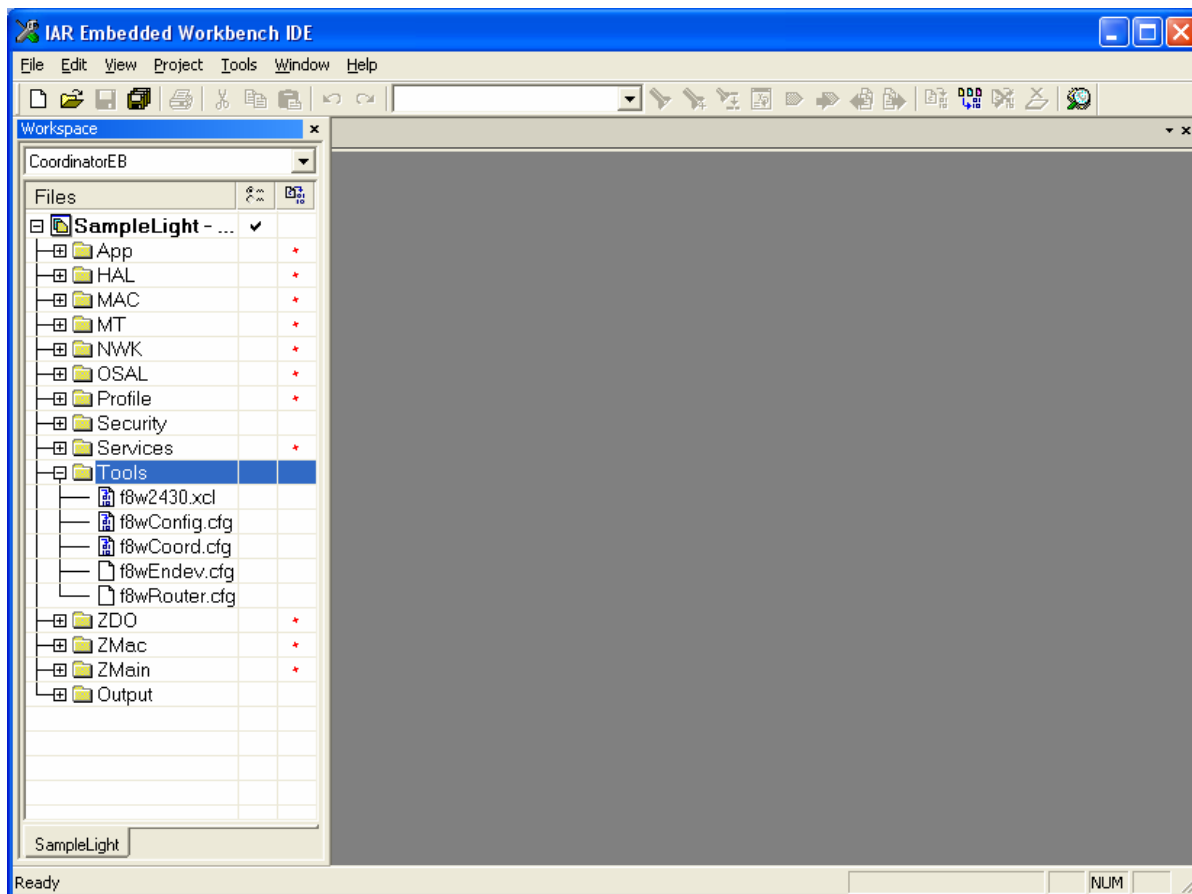 IAR Embedded Workbench IDE
File Edit View Project Tools Window Help
Workspace
CoordinatorEB
Files
SampleLight - ...
App
HAL
MAC
MT
NWK
OSAL
Profile
Security
Services
Tools
f8w2430.xcl
f8wConfig.cfg
f8wCoord.cfg
f8wEndev.cfg
f8wRouter.cfg
ZDO
ZMac
ZMain
Output
SampleLight
Ready NUM